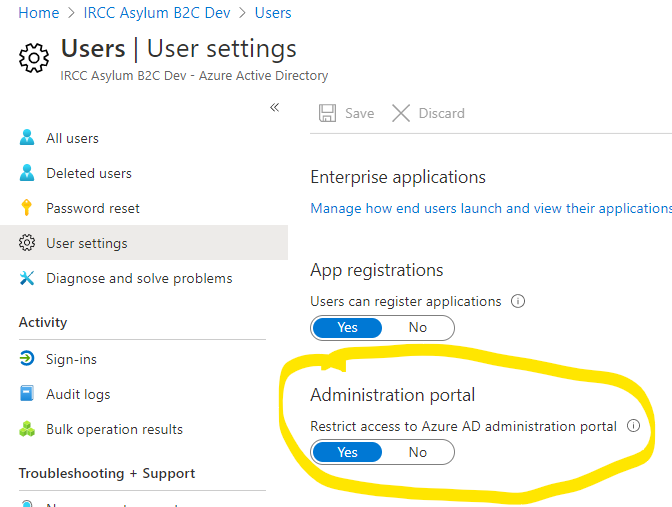 Home > IRCC Asylum B2C Dev > Users
Users | User settings
IRCC Asylum B2C Dev - Azure Active Directory
«
Save Discard
All users
Deleted users
Password reset
User settings
Diagnose and solve problems
Activity
Sign-ins
Audit logs
Bulk operation results
Troubleshooting + Support
Enterprise applications
Manage how end users launch and view their applications
App registrations
Users can register applications
Yes No
Administration portal
Restrict access to Azure AD administration portal
Yes No